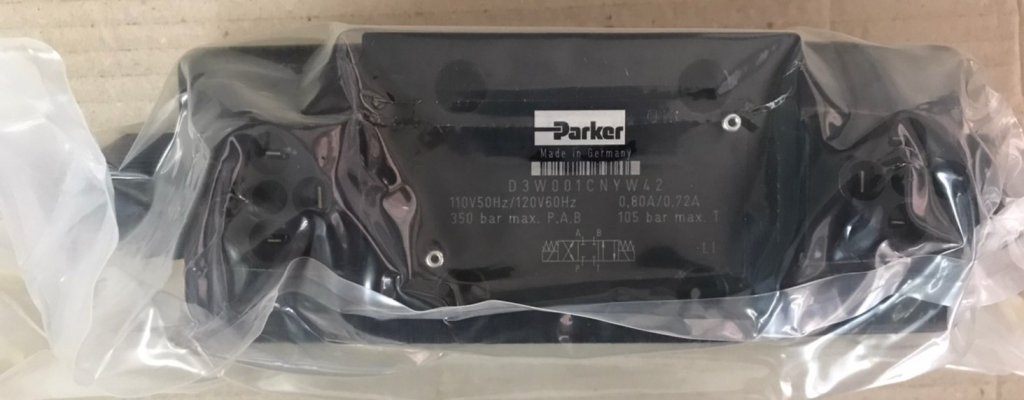 Parker
Made in Germany
D3W001CNYW42
110V50Hz/120V60Hz 0,80A/0,72A
350 bar max. P.A.B 105 bar max. T
A B
P T